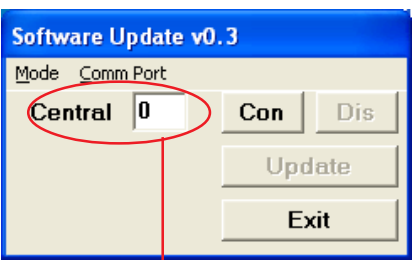 Software Update v0.3
Mode Comm Port
Central 0 Con Dis
Update
Exit